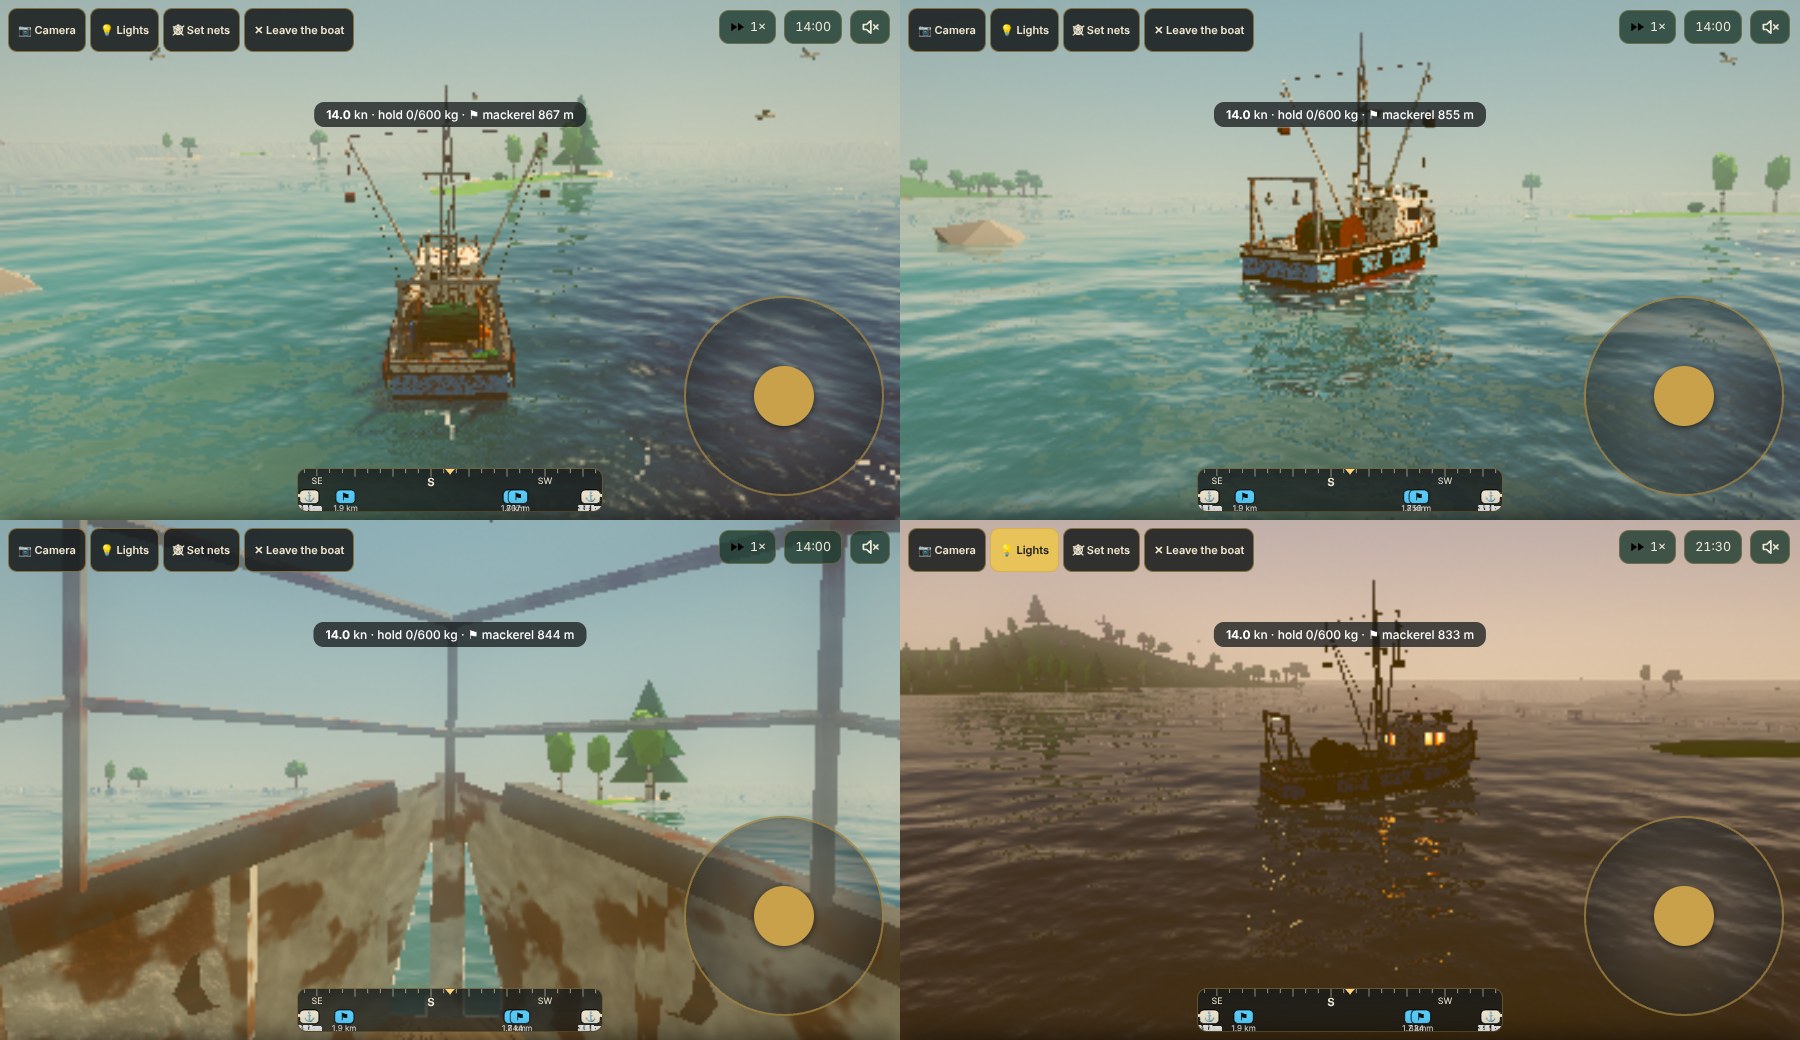 Camera
Lights
Set nets
✕ Leave the boat
1×
14:00
14.0 kn · hold 0/600 kg · mackerel 867 m
SE
S
SW
1.9 km
Camera
Lights
Set nets
✕ Leave the boat
1×
14:00
14.0 kn · hold 0/600 kg · mackerel 855 m
SE
S
SW
1.9 km
Camera
Lights
Set nets
✕ Leave the boat
1×
14:00
14.0 kn · hold 0/600 kg · mackerel 844 m
SE
S
SW
1.9 km
Camera
Lights
Set nets
✕ Leave the boat
1×
21:30
14.0 kn · hold 0/600 kg · mackerel 833 m
SE
S
SW
1.9 km